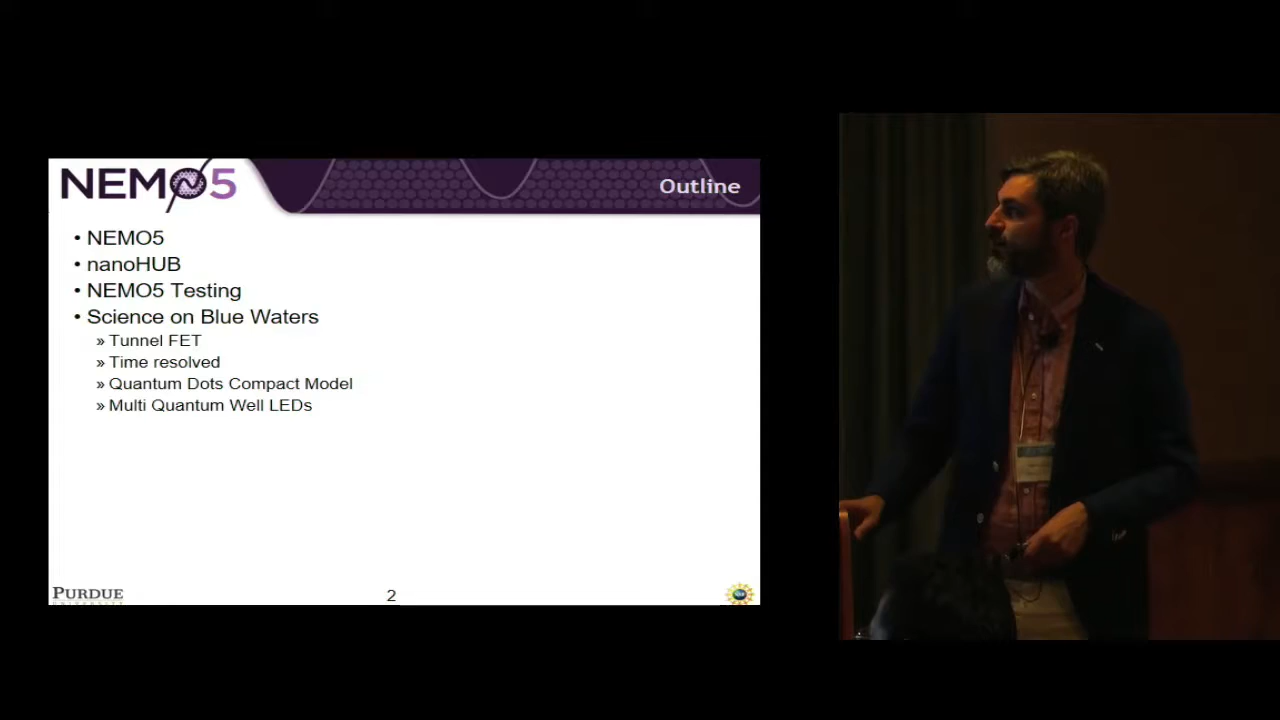 NEMO5
Outline
• NEMO5
• nanoHUB
• NEMO5 Testing
• Science on Blue Waters
» Tunnel FET
» Time resolved
» Quantum Dots Compact Model
» Multi Quantum Well LEDs
PURDUE
UNIVERSITY
2